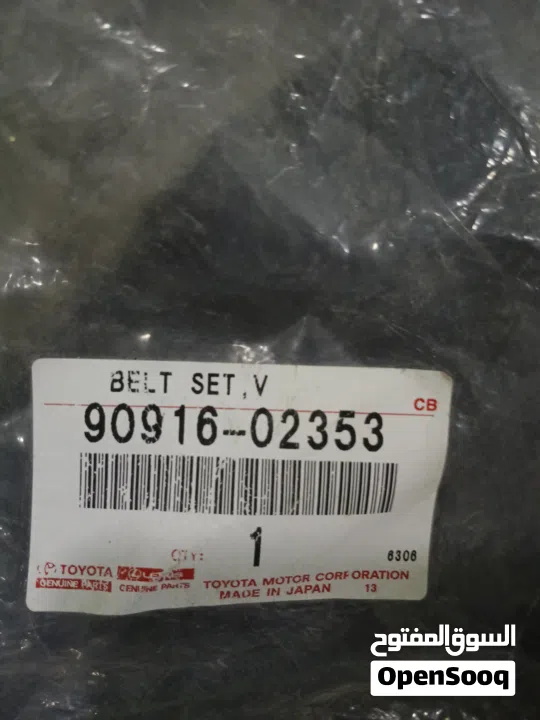 BELT SET,V
CB
90916-02353
QTY: 1
6306
TOYOTA
GENUINE PARTS
GENUINE PARTS
TOYOTA MOTOR CORPORATION
MADE IN JAPAN 13
السوق المفتوح
OpenSooq